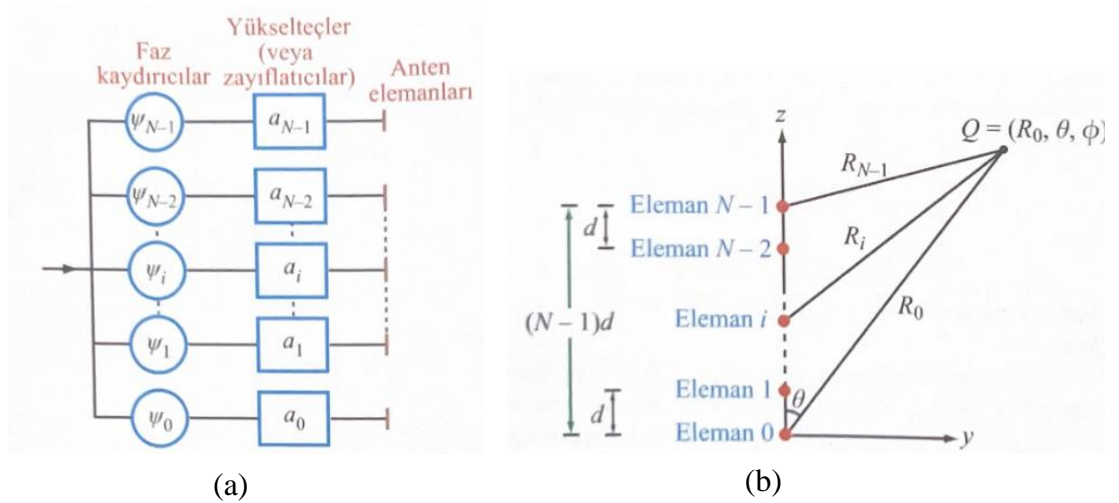 Faz
kaydırıcılar
Yükselteçler
(veya
zayıflatıcılar)
Anten
elemanları
ψN–1
aN–1
ψN–2
aN–2
ψi
ai
ψ1
a1
ψ0
a0
(a)
z
Q = (R0, θ, ϕ)
RN–1
Eleman N – 1
d
Eleman N – 2
Ri
(N – 1)d
Eleman i
R0
Eleman 1
d
θ
Eleman 0
y
(b)